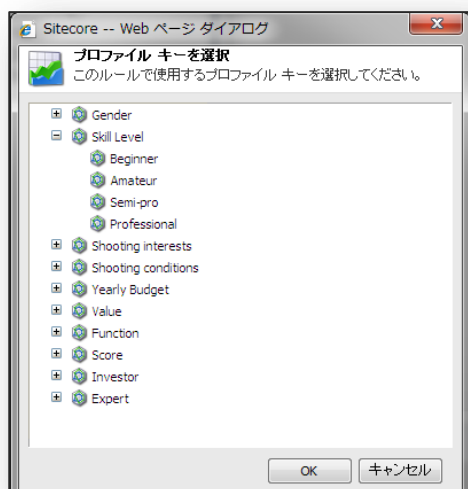 Sitecore -- Web ページ ダイアログ
プロファイル キーを選択
このルールで使用するプロファイル キーを選択してください。
Gender
Skill Level
Beginner
Amateur
Semi-pro
Professional
Shooting interests
Shooting conditions
Yearly Budget
Value
Function
Score
Investor
Expert
OK
キャンセル